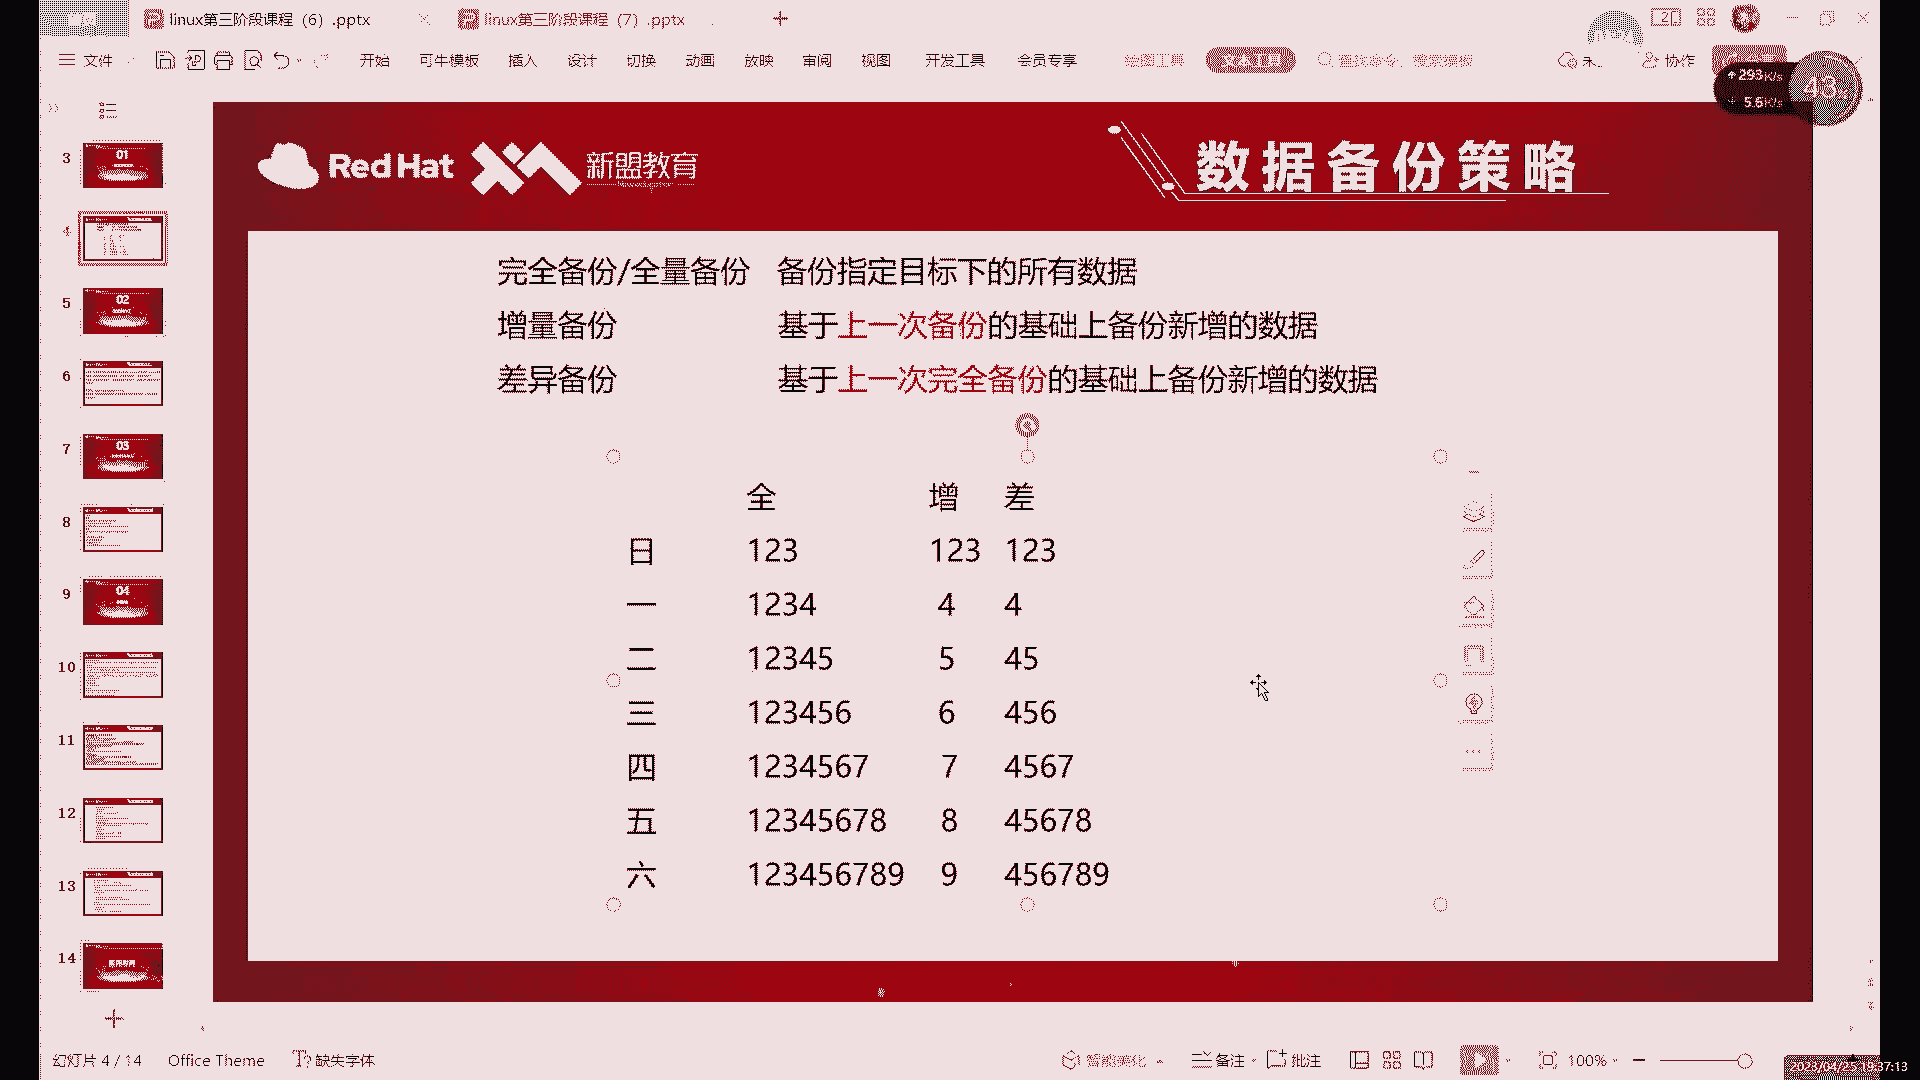 linux第三阶段课程（6）.pptx
linux第三阶段课程（7）.pptx
文件
开始
可牛模板
插入
设计
切换
动画
放映
审阅
视图
开发工具
会员专享
绘图工具
文本工具
查找命令、搜索模板
未...
协作
293K/s
5.6K/s
3
01
4
5
02
6
7
03
8
9
04
10
11
12
13
14
Red Hat
新盟教育
数据备份策略
完全备份/全量备份 备份指定目标下的所有数据
增量备份 基于上一次备份的基础上备份新增的数据
差异备份 基于上一次完全备份的基础上备份新增的数据
全 增 差
日 123 123 123
一 1234 4 4
二 12345 5 45
三 123456 6 456
四 1234567 7 4567
五 12345678 8 45678
六 123456789 9 456789
幻灯片 4 / 14
Office Theme
缺失字体
智能美化
备注
批注
100%
2023/04/25 19:37:13